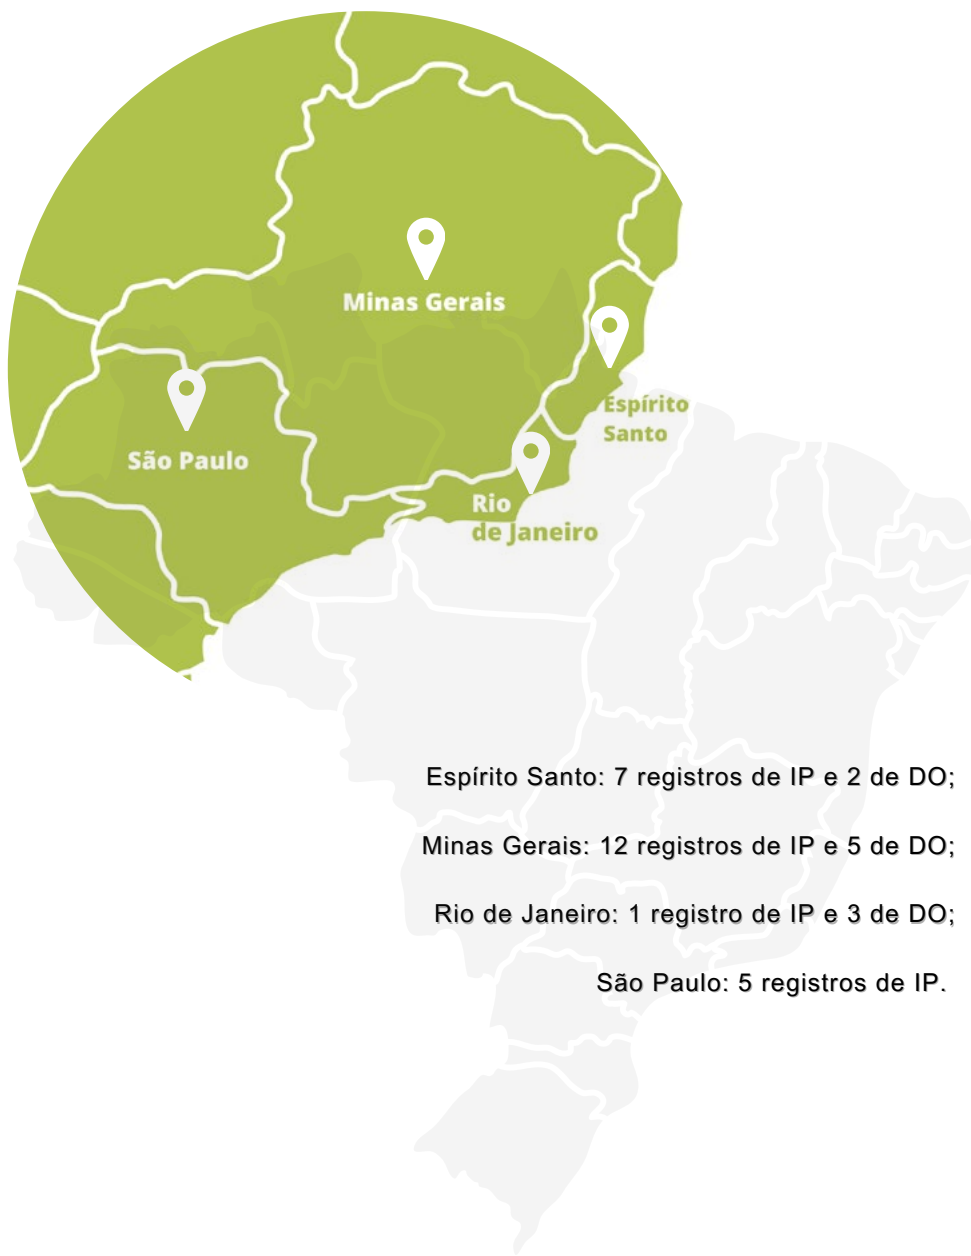 Minas Gerais
Espírito
Santo
São Paulo
Rio
de Janeiro
Espírito Santo: 7 registros de IP e 2 de DO;
Minas Gerais: 12 registros de IP e 5 de DO;
Rio de Janeiro: 1 registro de IP e 3 de DO;
São Paulo: 5 registros de IP.